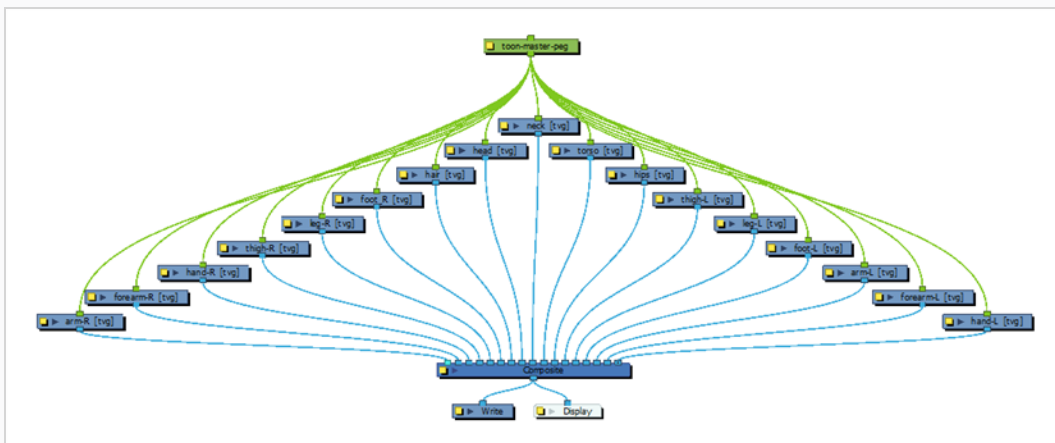 toon-master-peg
neck [tvg]
head [tvg]
torso [tvg]
hair [tvg]
hips [tvg]
foot_R [tvg]
thigh-L [tvg]
leg-R [tvg]
leg-L [tvg]
thigh-R [tvg]
foot-L [tvg]
hand-R [tvg]
arm-L [tvg]
forearm-R [tvg]
forearm-L [tvg]
arm-R [tvg]
hand-L [tvg]
Composite
Write
Display